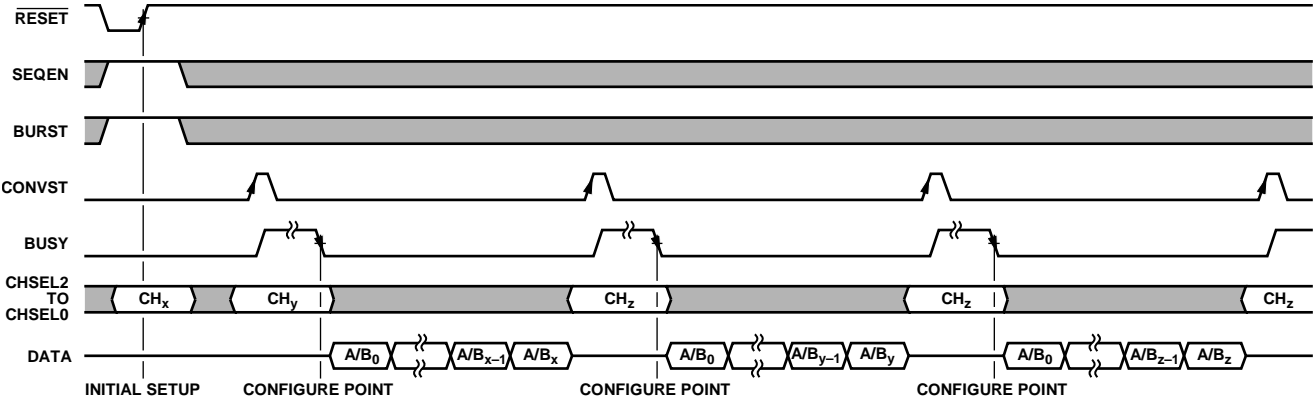 RESET
SEQEN
BURST
CONVST
BUSY
CHSEL2
TO
CHSEL0
CHx CHy CHz CHz CHz
DATA
A/B0 A/Bx–1 A/Bx A/B0 A/By–1 A/By A/B0 A/Bz–1 A/Bz
INITIAL SETUP CONFIGURE POINT CONFIGURE POINT CONFIGURE POINT